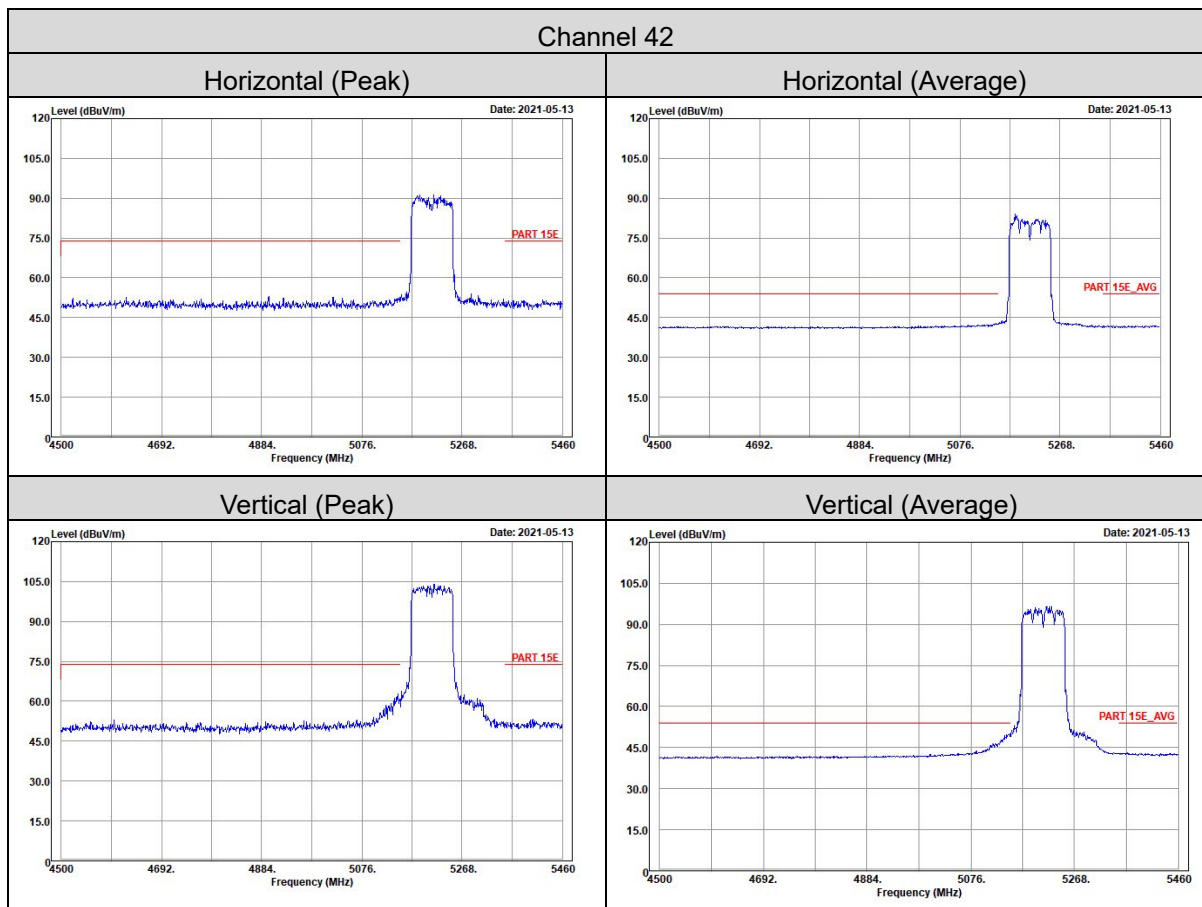 Channel 42
Horizontal (Peak)
Horizontal (Average)
Level (dBuV/m)
Date: 2021-05-13
120
105.0
90.0
75.0
60.0
45.0
30.0
15.0
0
PART 15E
4500
4692.
4884.
5076.
5268.
5460
Frequency (MHz)
Level (dBuV/m)
Date: 2021-05-13
120
105.0
90.0
75.0
60.0
45.0
30.0
15.0
0
PART 15E_AVG
4500
4692.
4884.
5076.
5268.
5460
Frequency (MHz)
Vertical (Peak)
Vertical (Average)
Level (dBuV/m)
Date: 2021-05-13
120
105.0
90.0
75.0
60.0
45.0
30.0
15.0
0
PART 15E
4500
4692.
4884.
5076.
5268.
5460
Frequency (MHz)
Level (dBuV/m)
Date: 2021-05-13
120
105.0
90.0
75.0
60.0
45.0
30.0
15.0
0
PART 15E_AVG
4500
4692.
4884.
5076.
5268.
5460
Frequency (MHz)